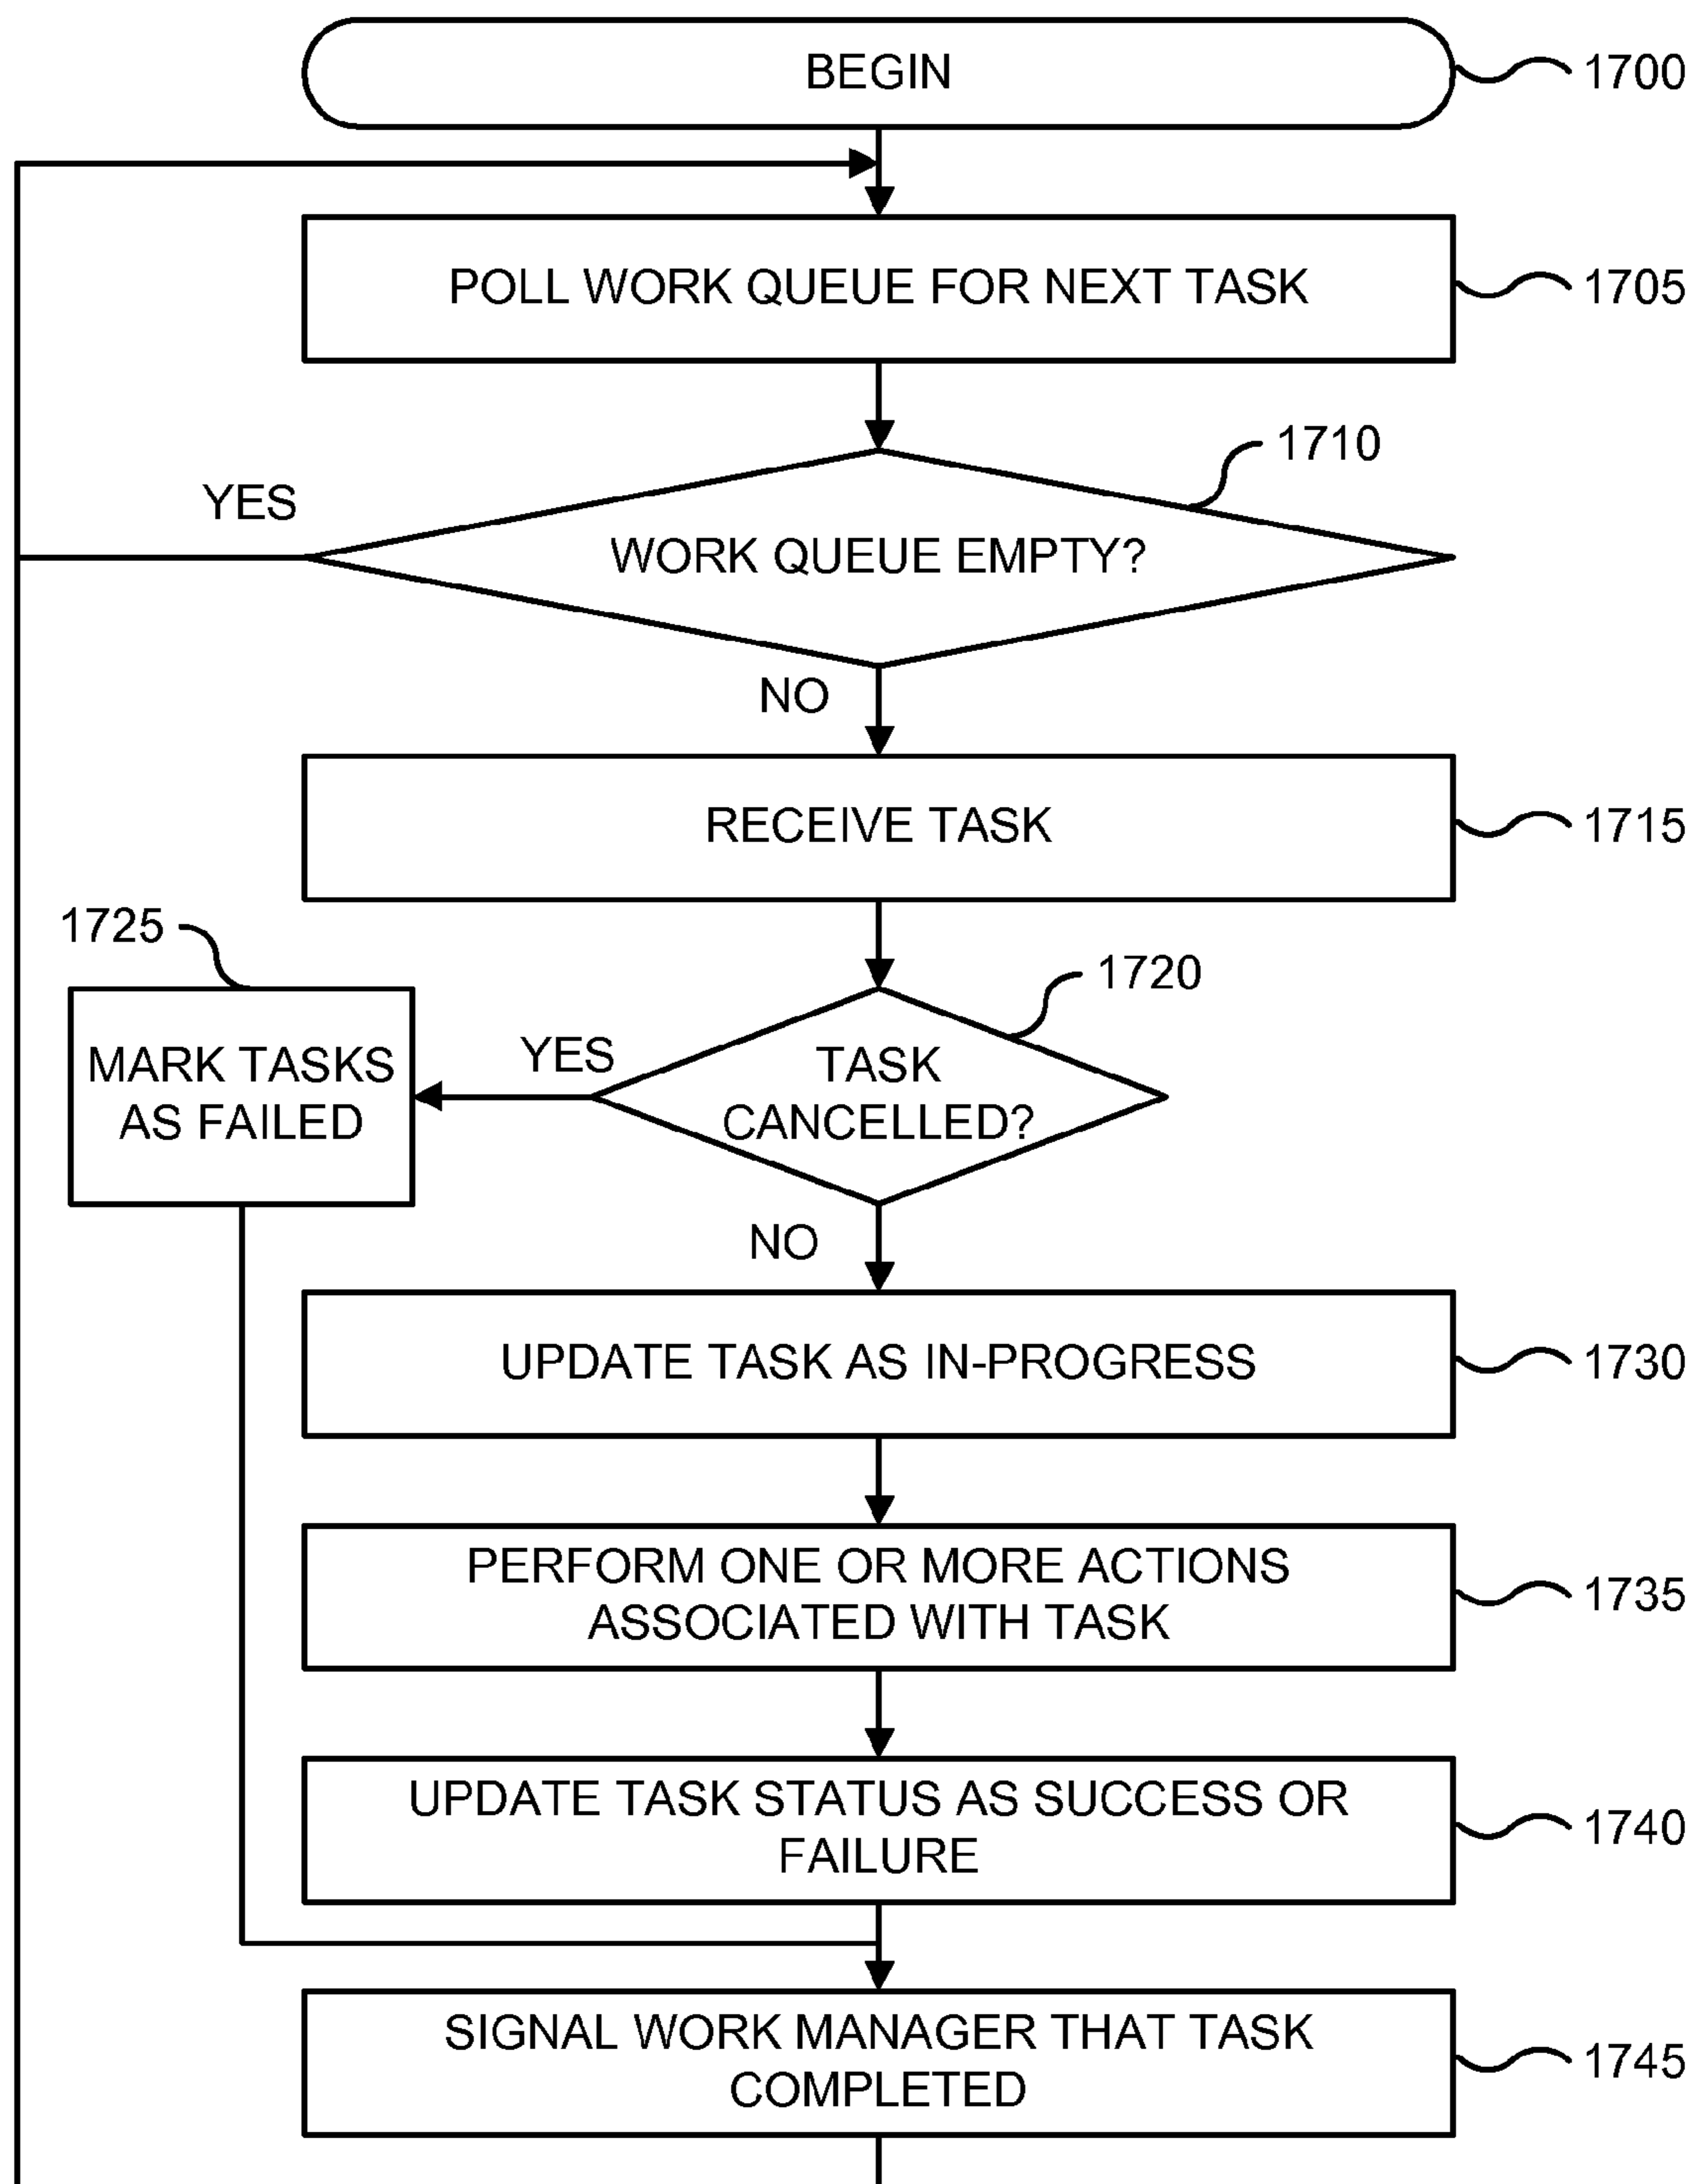 BEGIN
1700
POLL WORK QUEUE FOR NEXT TASK
1705
1710
YES
WORK QUEUE EMPTY?
NO
RECEIVE TASK
1715
1725
1720
MARK TASKS
AS FAILED
YES
TASK
CANCELLED?
NO
UPDATE TASK AS IN-PROGRESS
1730
PERFORM ONE OR MORE ACTIONS
ASSOCIATED WITH TASK
1735
UPDATE TASK STATUS AS SUCCESS OR
FAILURE
1740
SIGNAL WORK MANAGER THAT TASK
COMPLETED
1745